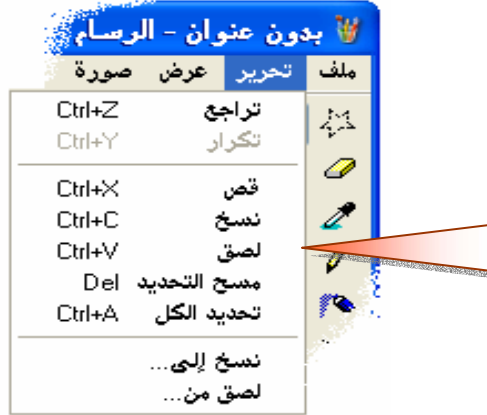 بدون عنوان - الرسام
ملف تحرير عرض صورة
تراجع Ctrl+Z
تكرار Ctrl+Y
قص Ctrl+X
نسخ Ctrl+C
لصق Ctrl+V
مسح التحديد Del
تحديد الكل Ctrl+A
نسخ إلى...
لصق من...